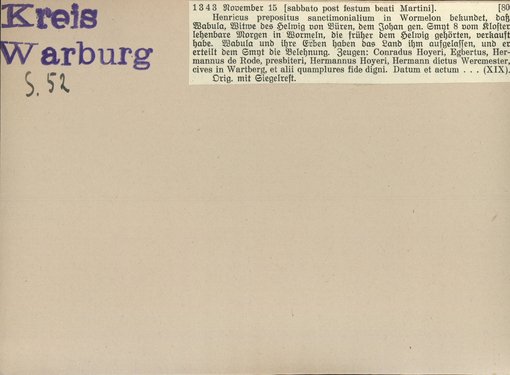 Kreis
Warburg
S. 52
1343 November 15 [sabbato post festum beati Martini]. [80
Henricus prepositus sanctimonialium in Wormelon bekundet, daß
Wabula, Witwe des Helwig von Büren, dem Johan gen. Smyt 8 vom Kloster
lehenbare Morgen in Wormeln, die früher dem Helwig gehörten, verkauft
habe. Wabula und ihre Erben haben das Land ihm aufgelassen, und er
erteilt dem Smyt die Belehnung. Zeugen: Conradus Hoyeri, Egbertus, Her-
mannus de Rode, presbiteri, Hermannus Hoyeri, Hermann dictus Wercmester,
cives in Wartberg, et alii quamplures fide digni. Datum et actum . . . (XIX).
Orig. mit Siegelrest.